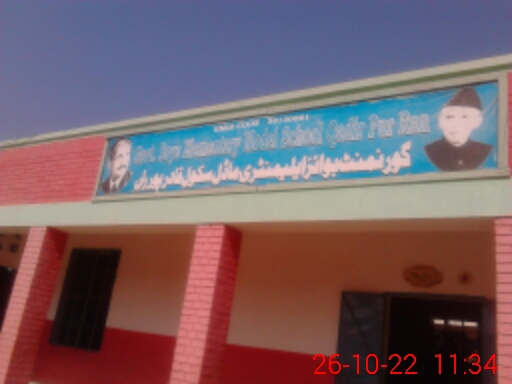 Govt. Boys Elementary Model School Qadir Pur Ran
گورنمنٹ بوائز ایلیمنٹری ماڈل سکول قادر پور راں
26-10-22 11:34